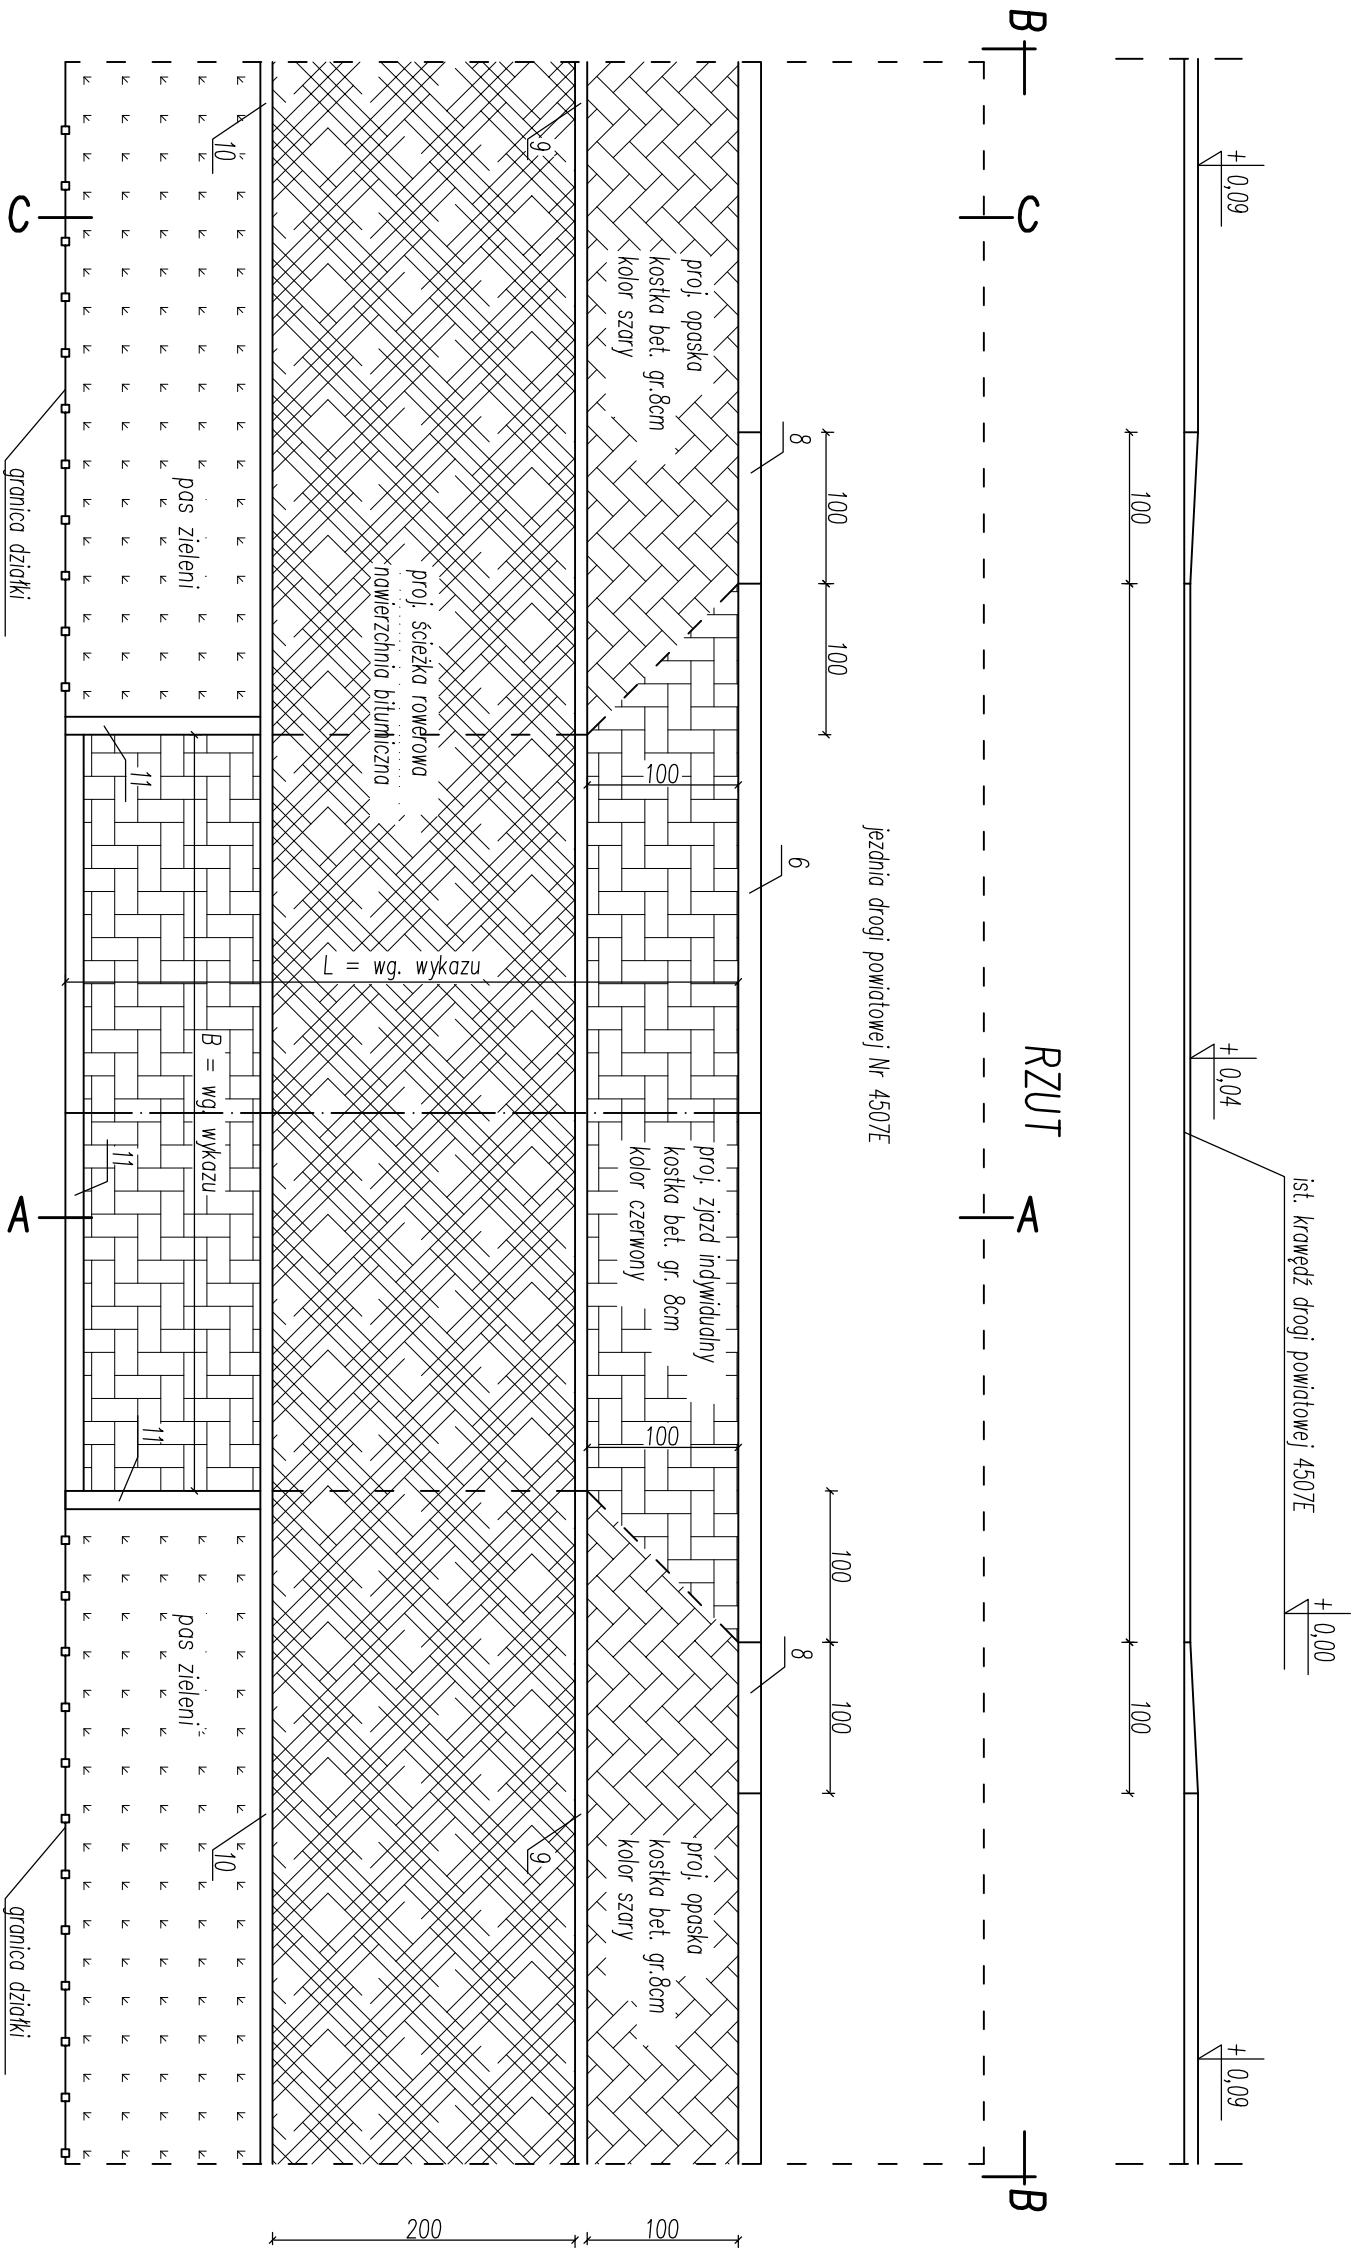 ist. krawędź drogi powiatowej 4507E
+ 0,09
+ 0,04
+ 0,00
+ 0,09
100
100
B
RZUT
B
C
A
jezdnia drogi powiatowej Nr 4507E
100
100
100
100
8
6
8
proj. opaska
kostka bet. gr.8cm
kolor szary
100
proj. zjazd indywidualny
kostka bet. gr. 8cm
kolor czerwony
100
proj. opaska
kostka bet. gr.8cm
kolor szary
100
9
9
proj. ścieżka rowerowa
nawierzchnia bitumiczna
L = wg. wykazu
200
10
10
B = wg. wykazu
pas zieleni
pas zieleni
11
11
11
C
A
granica działki
granica działki